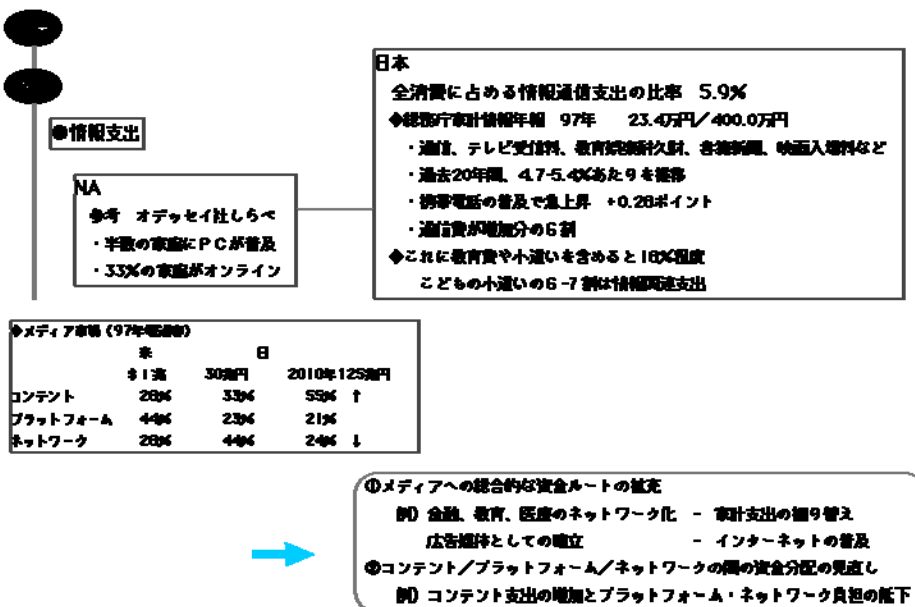 ●情報支出
NA
参考 オデッセイ社しらべ
・半数の家庭にPCが普及
・33%の家庭がオンライン
日本
全消費に占める情報通信支出の比率 5.9%
◆総務庁家計情報年報 97年 23.4万円/400.0万円
・通信、テレビ受信料、教育娯楽耐久財、書籍新聞、映画入場料など
・過去20年間、4.7-5.4%あたりを推移
・携帯電話の普及で急上昇 +0.28ポイント
・通信費が増加分の6割
◆これに教育費や小遣いを含めると18%程度
こどもの小遣いの6-7割は情報関連支出
◆メディア市場(97年郵政省)
米 日
$1兆 30兆円 2010年125兆円
コンテント 28% 33% 55% ↑
プラットフォーム 44% 23% 21%
ネットワーク 28% 44% 24% ↓
①メディアへの総合的な資金ルートの拡充
例)金融、教育、医療のネットワーク化 - 家計支出の振り替え
広告媒体としての確立 - インターネットの普及
②コンテント/プラットフォーム/ネットワークの間の資金分配の見直し
例)コンテント支出の増加とプラットフォーム・ネットワーク負担の低下